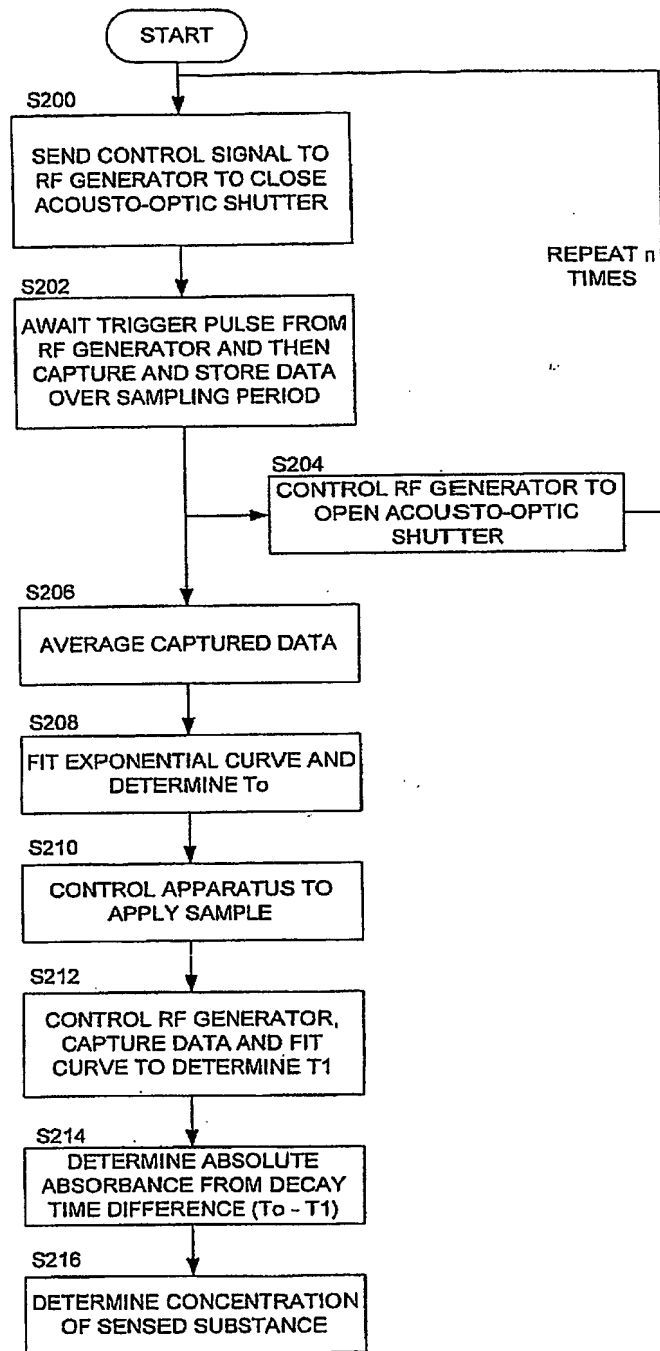 START
S200
SEND CONTROL SIGNAL TO
RF GENERATOR TO CLOSE
ACOUSTO-OPTIC SHUTTER
REPEAT n
TIMES
S202
AWAIT TRIGGER PULSE FROM
RF GENERATOR AND THEN
CAPTURE AND STORE DATA
OVER SAMPLING PERIOD
S204
CONTROL RF GENERATOR TO
OPEN ACOUSTO-OPTIC
SHUTTER
S206
AVERAGE CAPTURED DATA
S208
FIT EXPONENTIAL CURVE AND
DETERMINE To
S210
CONTROL APPARATUS TO
APPLY SAMPLE
S212
CONTROL RF GENERATOR,
CAPTURE DATA AND FIT
CURVE TO DETERMINE T1
S214
DETERMINE ABSOLUTE
ABSORBANCE FROM DECAY
TIME DIFFERENCE (To - T1)
S216
DETERMINE CONCENTRATION
OF SENSED SUBSTANCE